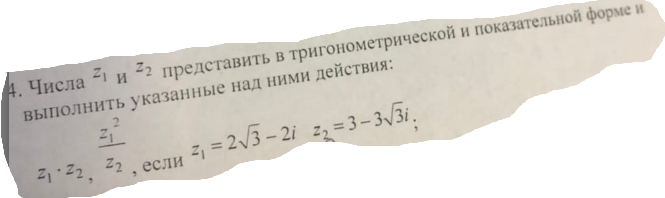 4. Числа z₁ и z₂ представить в тригонометрической и показательной форме и
выполнить указанные над ними действия:
z₁ · z₂, z₁²/z₂, если z₁ = 2√3 − 2i z₂ = 3 − 3√3i;